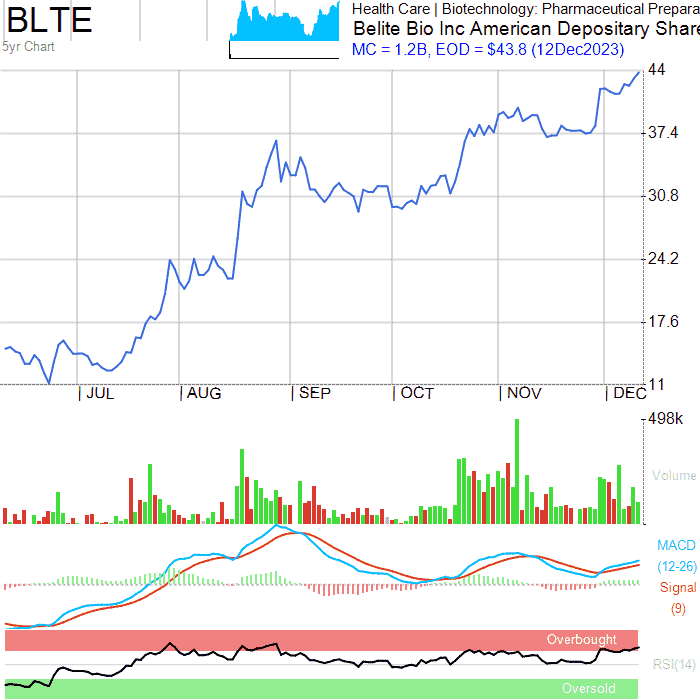 BLTE
5yr Chart
Health Care | Biotechnology: Pharmaceutical Prepara
Belite Bio Inc American Depositary Share
MC = 1.2B, EOD = $43.8 (12Dec2023)
44
37.4
30.8
24.2
17.6
11
| JUL | AUG | SEP | OCT | NOV | DEC
498k
Volume
MACD
(12-26)
Signal
(9)
Overbought
RSI(14)
Oversold